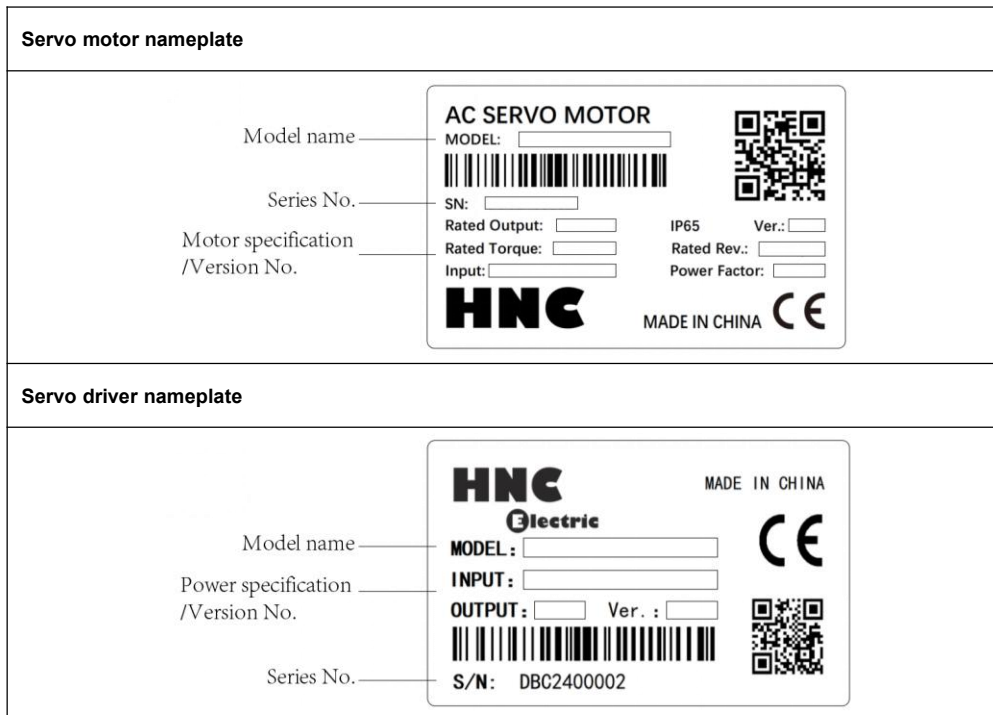 Servo motor nameplate
Model name
Series No.
Motor specification
/Version No.
AC SERVO MOTOR
MODEL:
SN:
Rated Output: IP65 Ver.:
Rated Torque: Rated Rev.:
Input: Power Factor:
HNC MADE IN CHINA CE
Servo driver nameplate
Model name
Power specification
/Version No.
Series No.
HNC MADE IN CHINA
Electric
CE
MODEL:
INPUT:
OUTPUT: Ver.:
S/N: DBC2400002